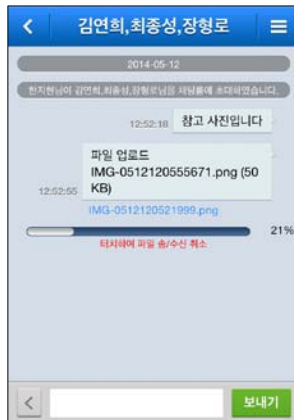 김연희,최종성,장형로
2014-05-12
한지현님이 김연희,최종성,장형로님을 채팅룸에 초대하였습니다.
12:52:18 참고 사진입니다
파일 업로드
IMG-0512120555671.png (50
KB)
12:52:55
IMG-0512120521999.png
21%
터치하여 파일 송/수신 취소
보내기